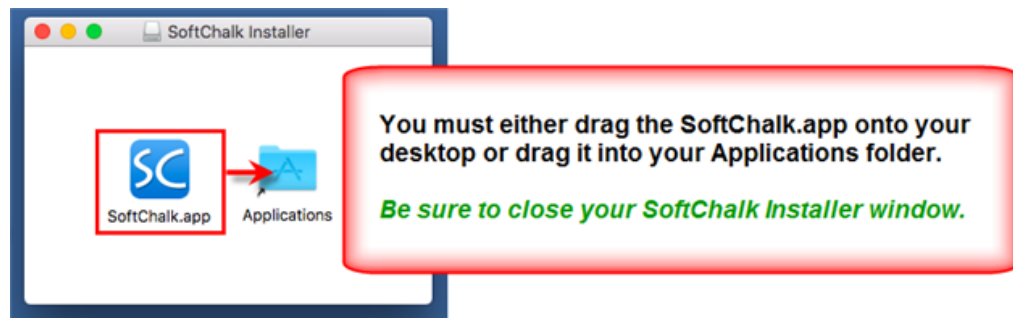 SoftChalk Installer
You must either drag the SoftChalk.app onto your
desktop or drag it into your Applications folder.
Be sure to close your SoftChalk Installer window.
SC
SoftChalk.app
Applications